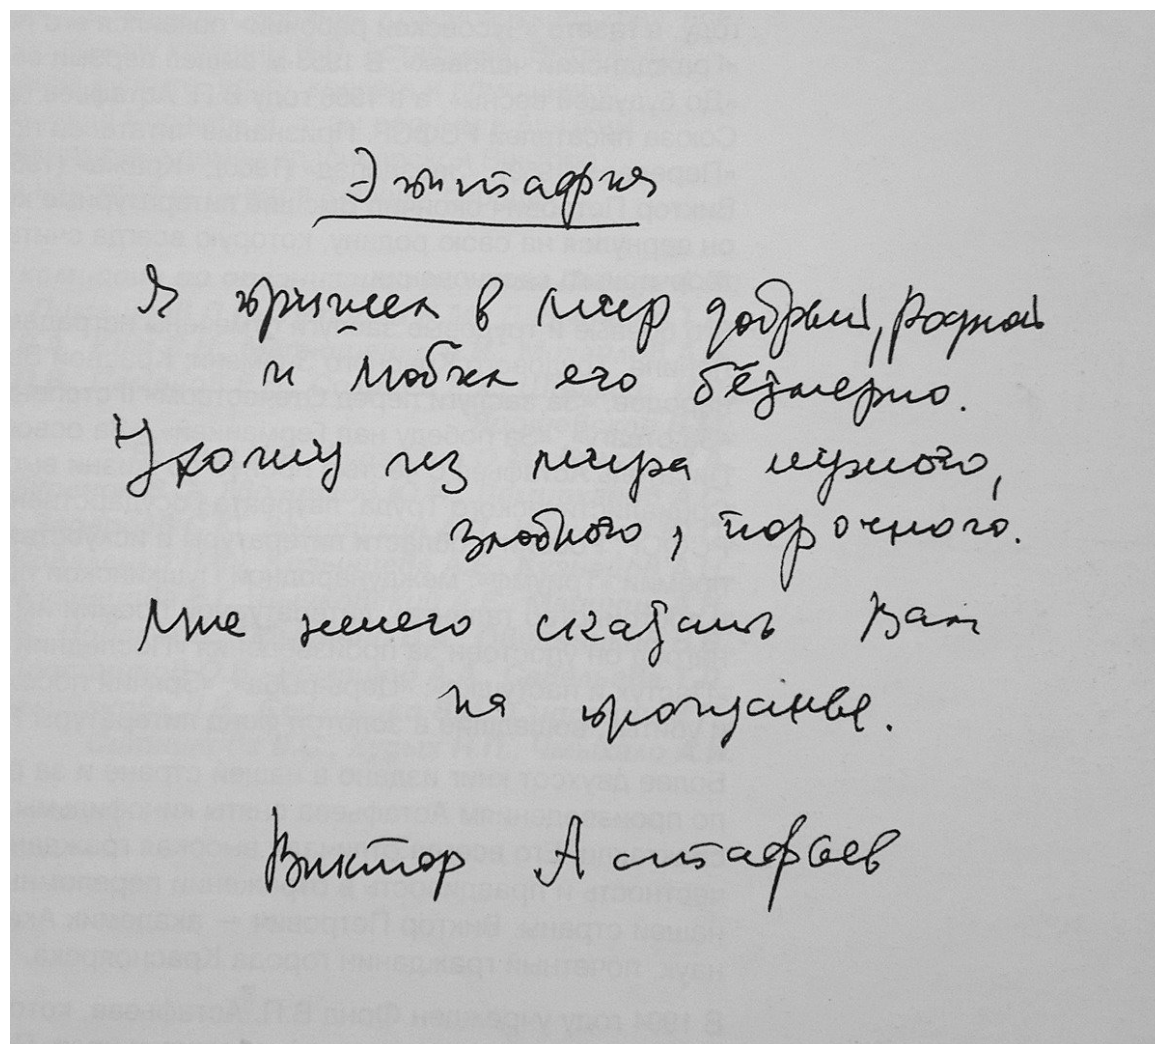 Эпитафия
Я пришел в мир добрый, родной
и любил его безмерно.
Ухожу из мира чужого,
злобного, порочного.
Мне нечего сказать Вам
на прощанье.
Виктор Астафьев